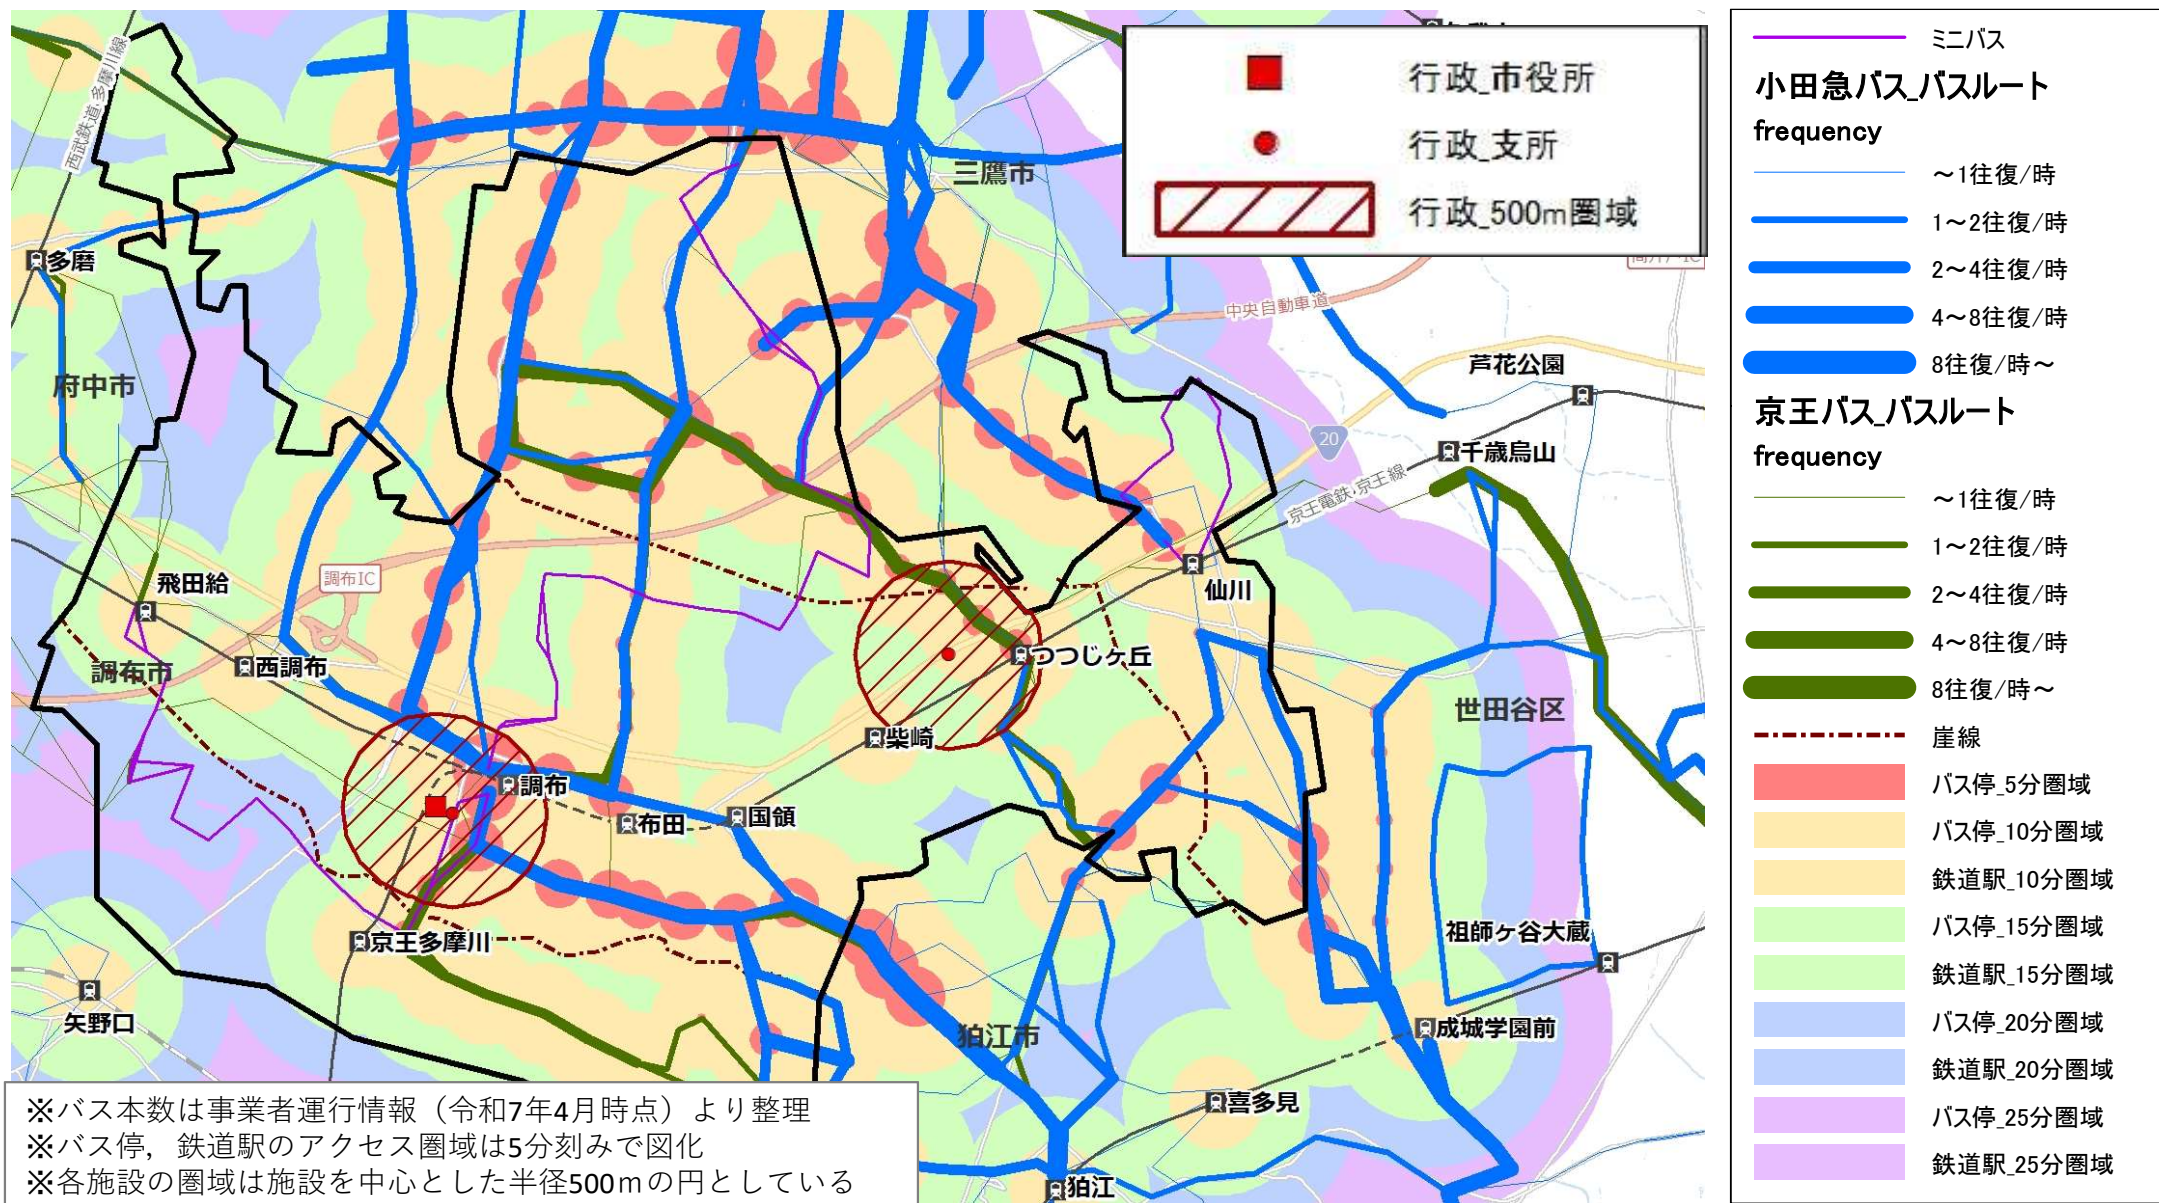 西武鉄道・多摩川線
三鷹市
多磨
府中市
中央自動車道
芦花公園
20
千歳烏山
京王電鉄・京王線
飛田給
調布IC
仙川
調布市
西調布
つつじヶ丘
世田谷区
柴崎
調布
布田
国領
京王多摩川
祖師ヶ谷大蔵
矢野口
狛江市
成城学園前
喜多見
狛江
行政_市役所
行政_支所
行政_500m圏域
※バス本数は事業者運行情報（令和7年4月時点）より整理
※バス停，鉄道駅のアクセス圏域は5分刻みで図化
※各施設の圏域は施設を中心とした半径500mの円としている
ミニバス
小田急バス_バスルート
frequency
～1往復/時
1～2往復/時
2～4往復/時
4～8往復/時
8往復/時～
京王バス_バスルート
frequency
～1往復/時
1～2往復/時
2～4往復/時
4～8往復/時
8往復/時～
崖線
バス停_5分圏域
バス停_10分圏域
鉄道駅_10分圏域
バス停_15分圏域
鉄道駅_15分圏域
バス停_20分圏域
鉄道駅_20分圏域
バス停_25分圏域
鉄道駅_25分圏域